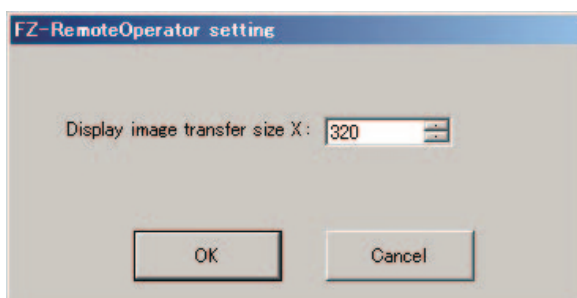 FZ-RemoteOperator setting
Display image transfer size X: 320
OK Cancel